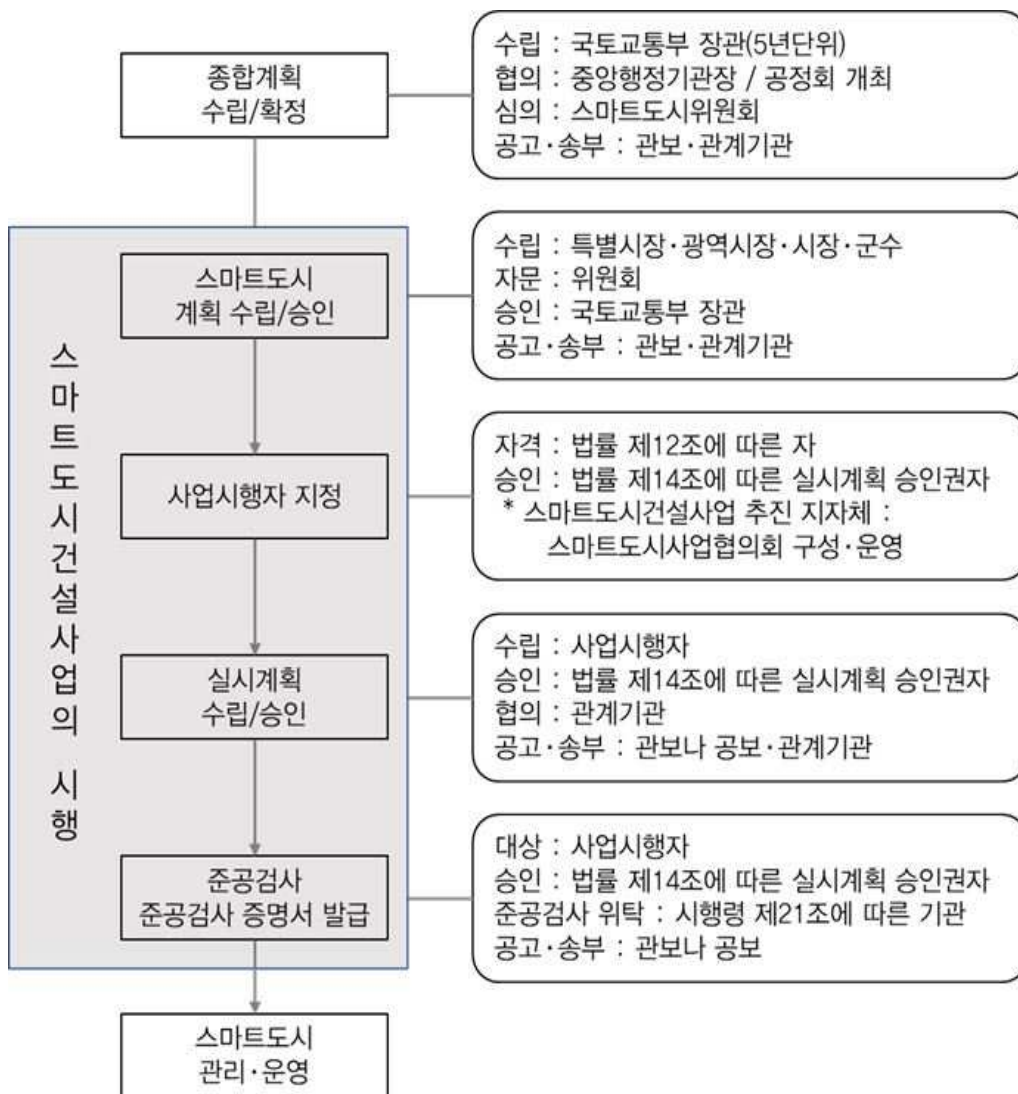 종합계획
수립/확정
수립 : 국토교통부 장관(5년단위)
협의 : 중앙행정기관장 / 공정회 개최
심의 : 스마트도시위원회
공고·송부 : 관보·관계기관
스마트도시건설사업의 시행
스마트도시
계획 수립/승인
수립 : 특별시장·광역시장·시장·군수
자문 : 위원회
승인 : 국토교통부 장관
공고·송부 : 관보·관계기관
사업시행자 지정
자격 : 법률 제12조에 따른 자
승인 : 법률 제14조에 따른 실시계획 승인권자
* 스마트도시건설사업 추진 지자체 :
스마트도시사업협의회 구성·운영
실시계획
수립/승인
수립 : 사업시행자
승인 : 법률 제14조에 따른 실시계획 승인권자
협의 : 관계기관
공고·송부 : 관보나 공보·관계기관
준공검사
준공검사 증명서 발급
대상 : 사업시행자
승인 : 법률 제14조에 따른 실시계획 승인권자
준공검사 위탁 : 시행령 제21조에 따른 기관
공고·송부 : 관보나 공보
스마트도시
관리·운영